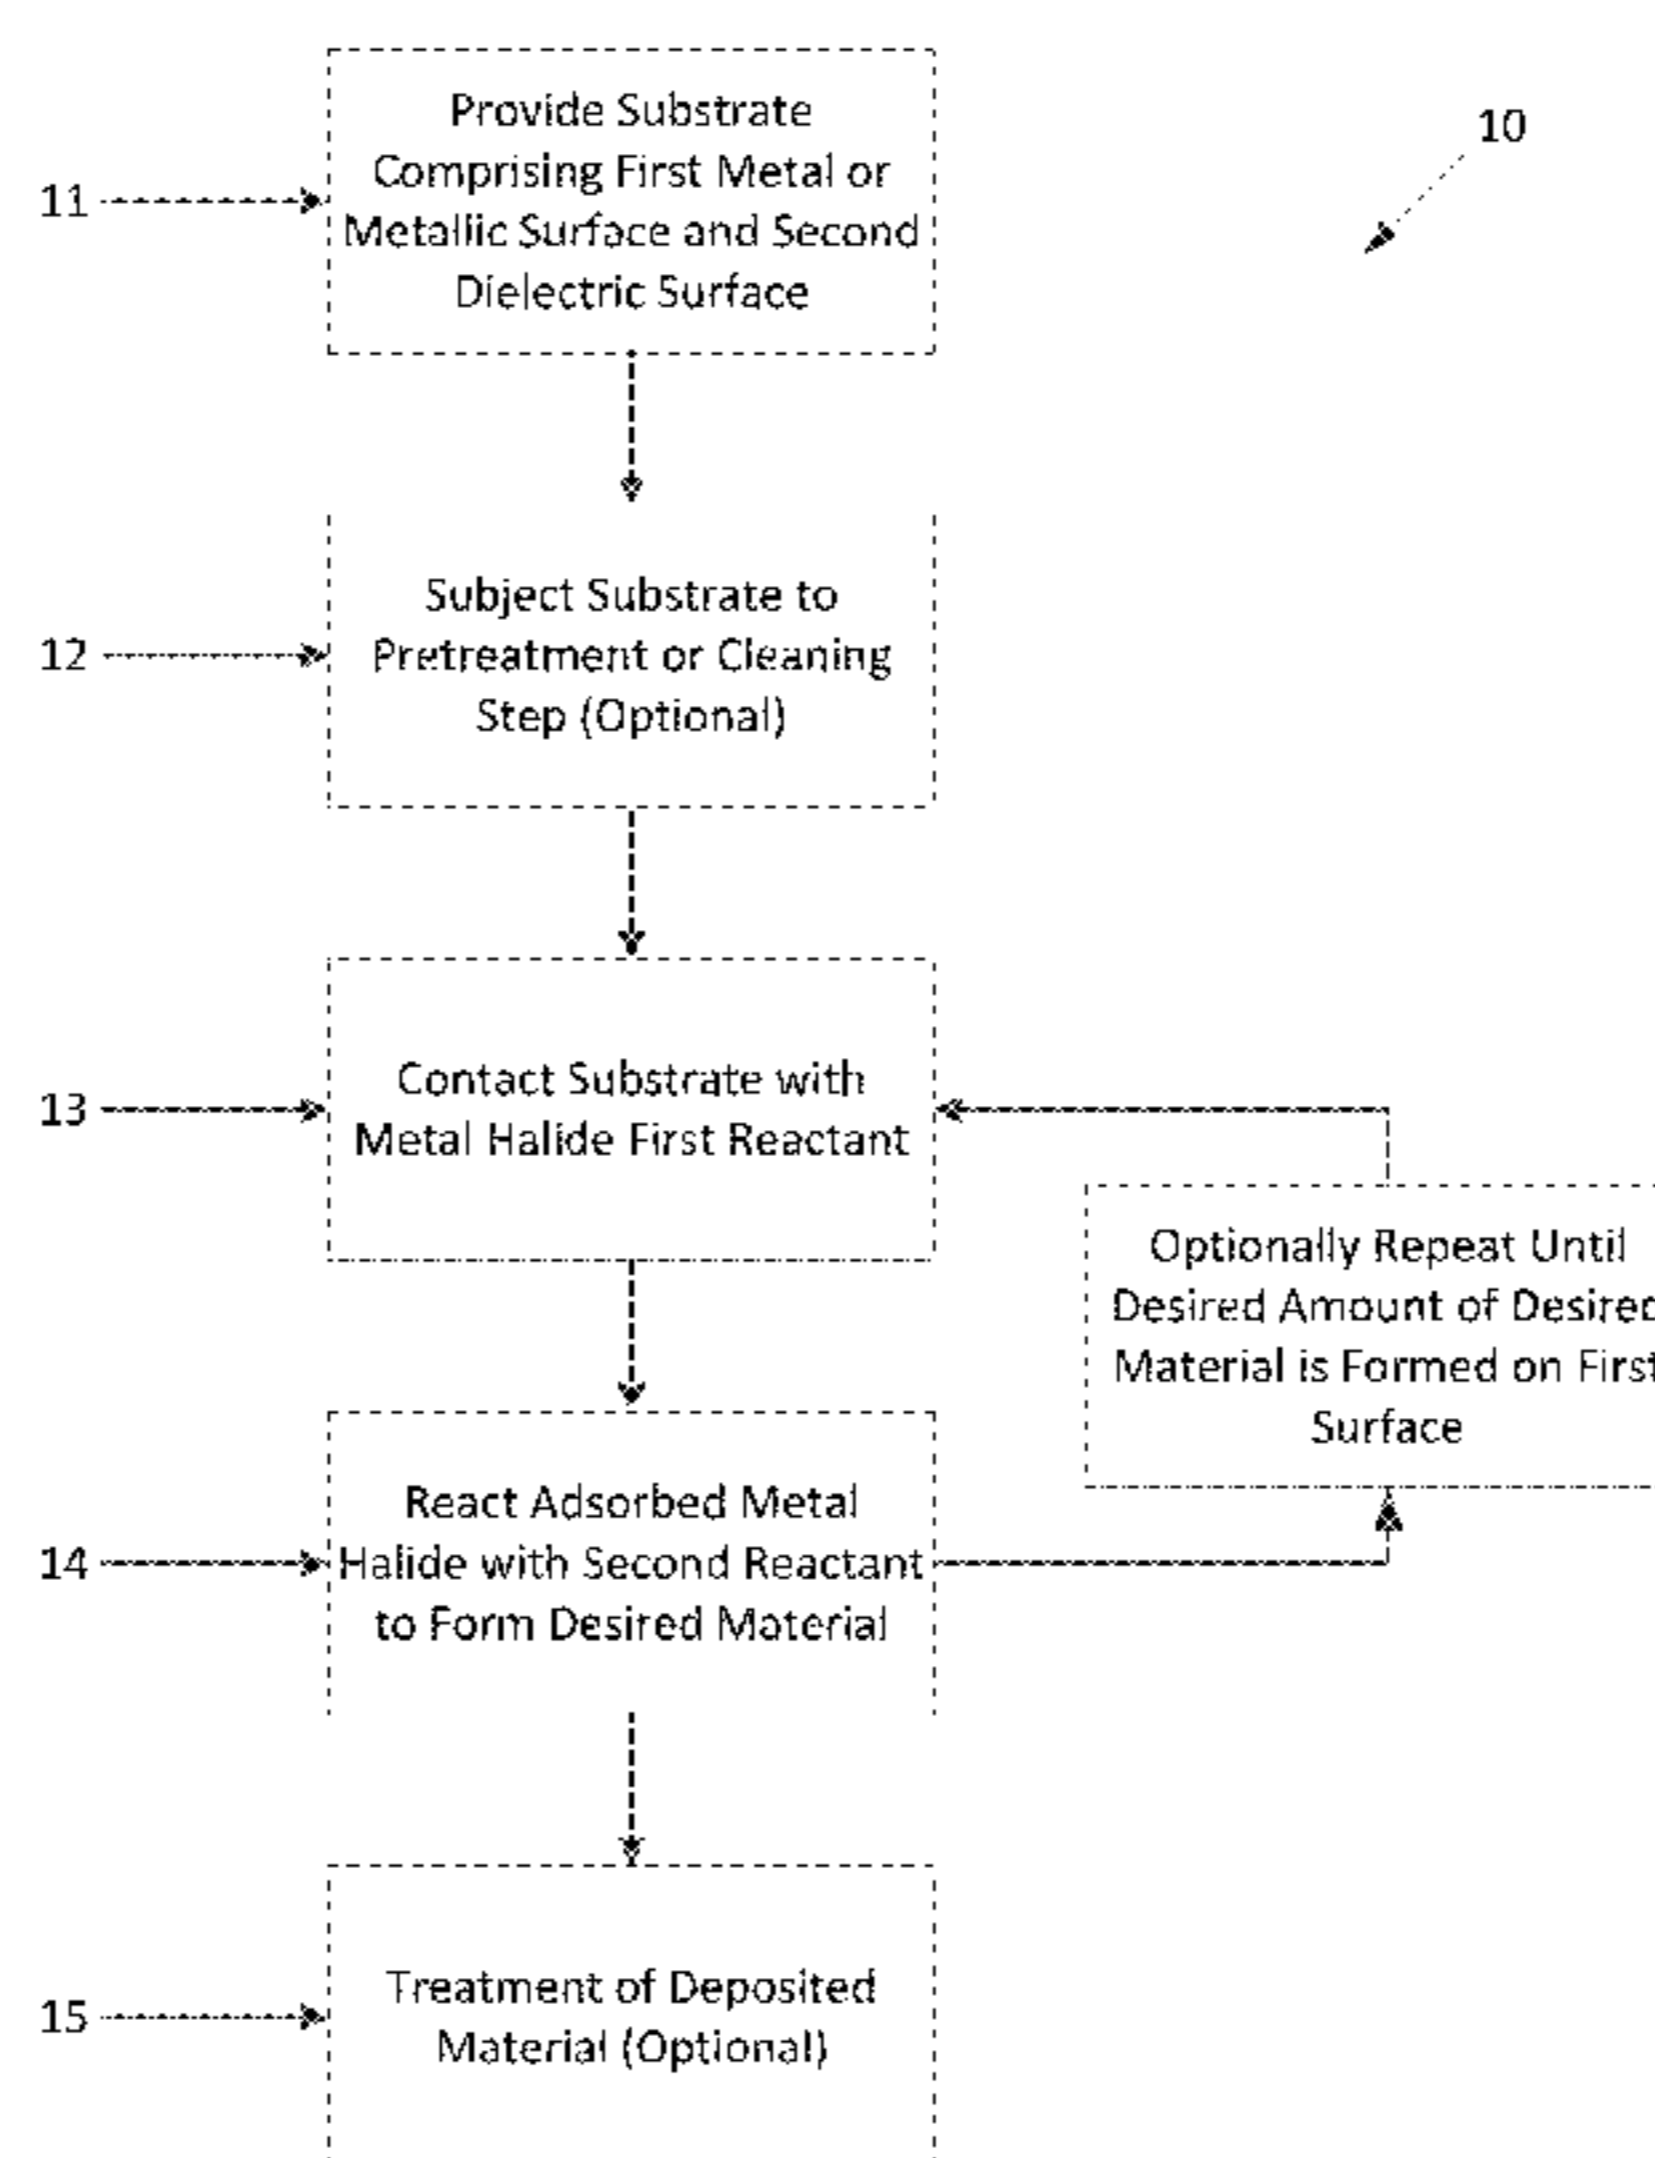 10
11
Provide Substrate
Comprising First Metal or
Metallic Surface and Second
Dielectric Surface
12
Subject Substrate to
Pretreatment or Cleaning
Step (Optional)
13
Contact Substrate with
Metal Halide First Reactant
Optionally Repeat Until
Desired Amount of Desired
Material is Formed on First
Surface
14
React Adsorbed Metal
Halide with Second Reactant
to Form Desired Material
15
Treatment of Deposited
Material (Optional)